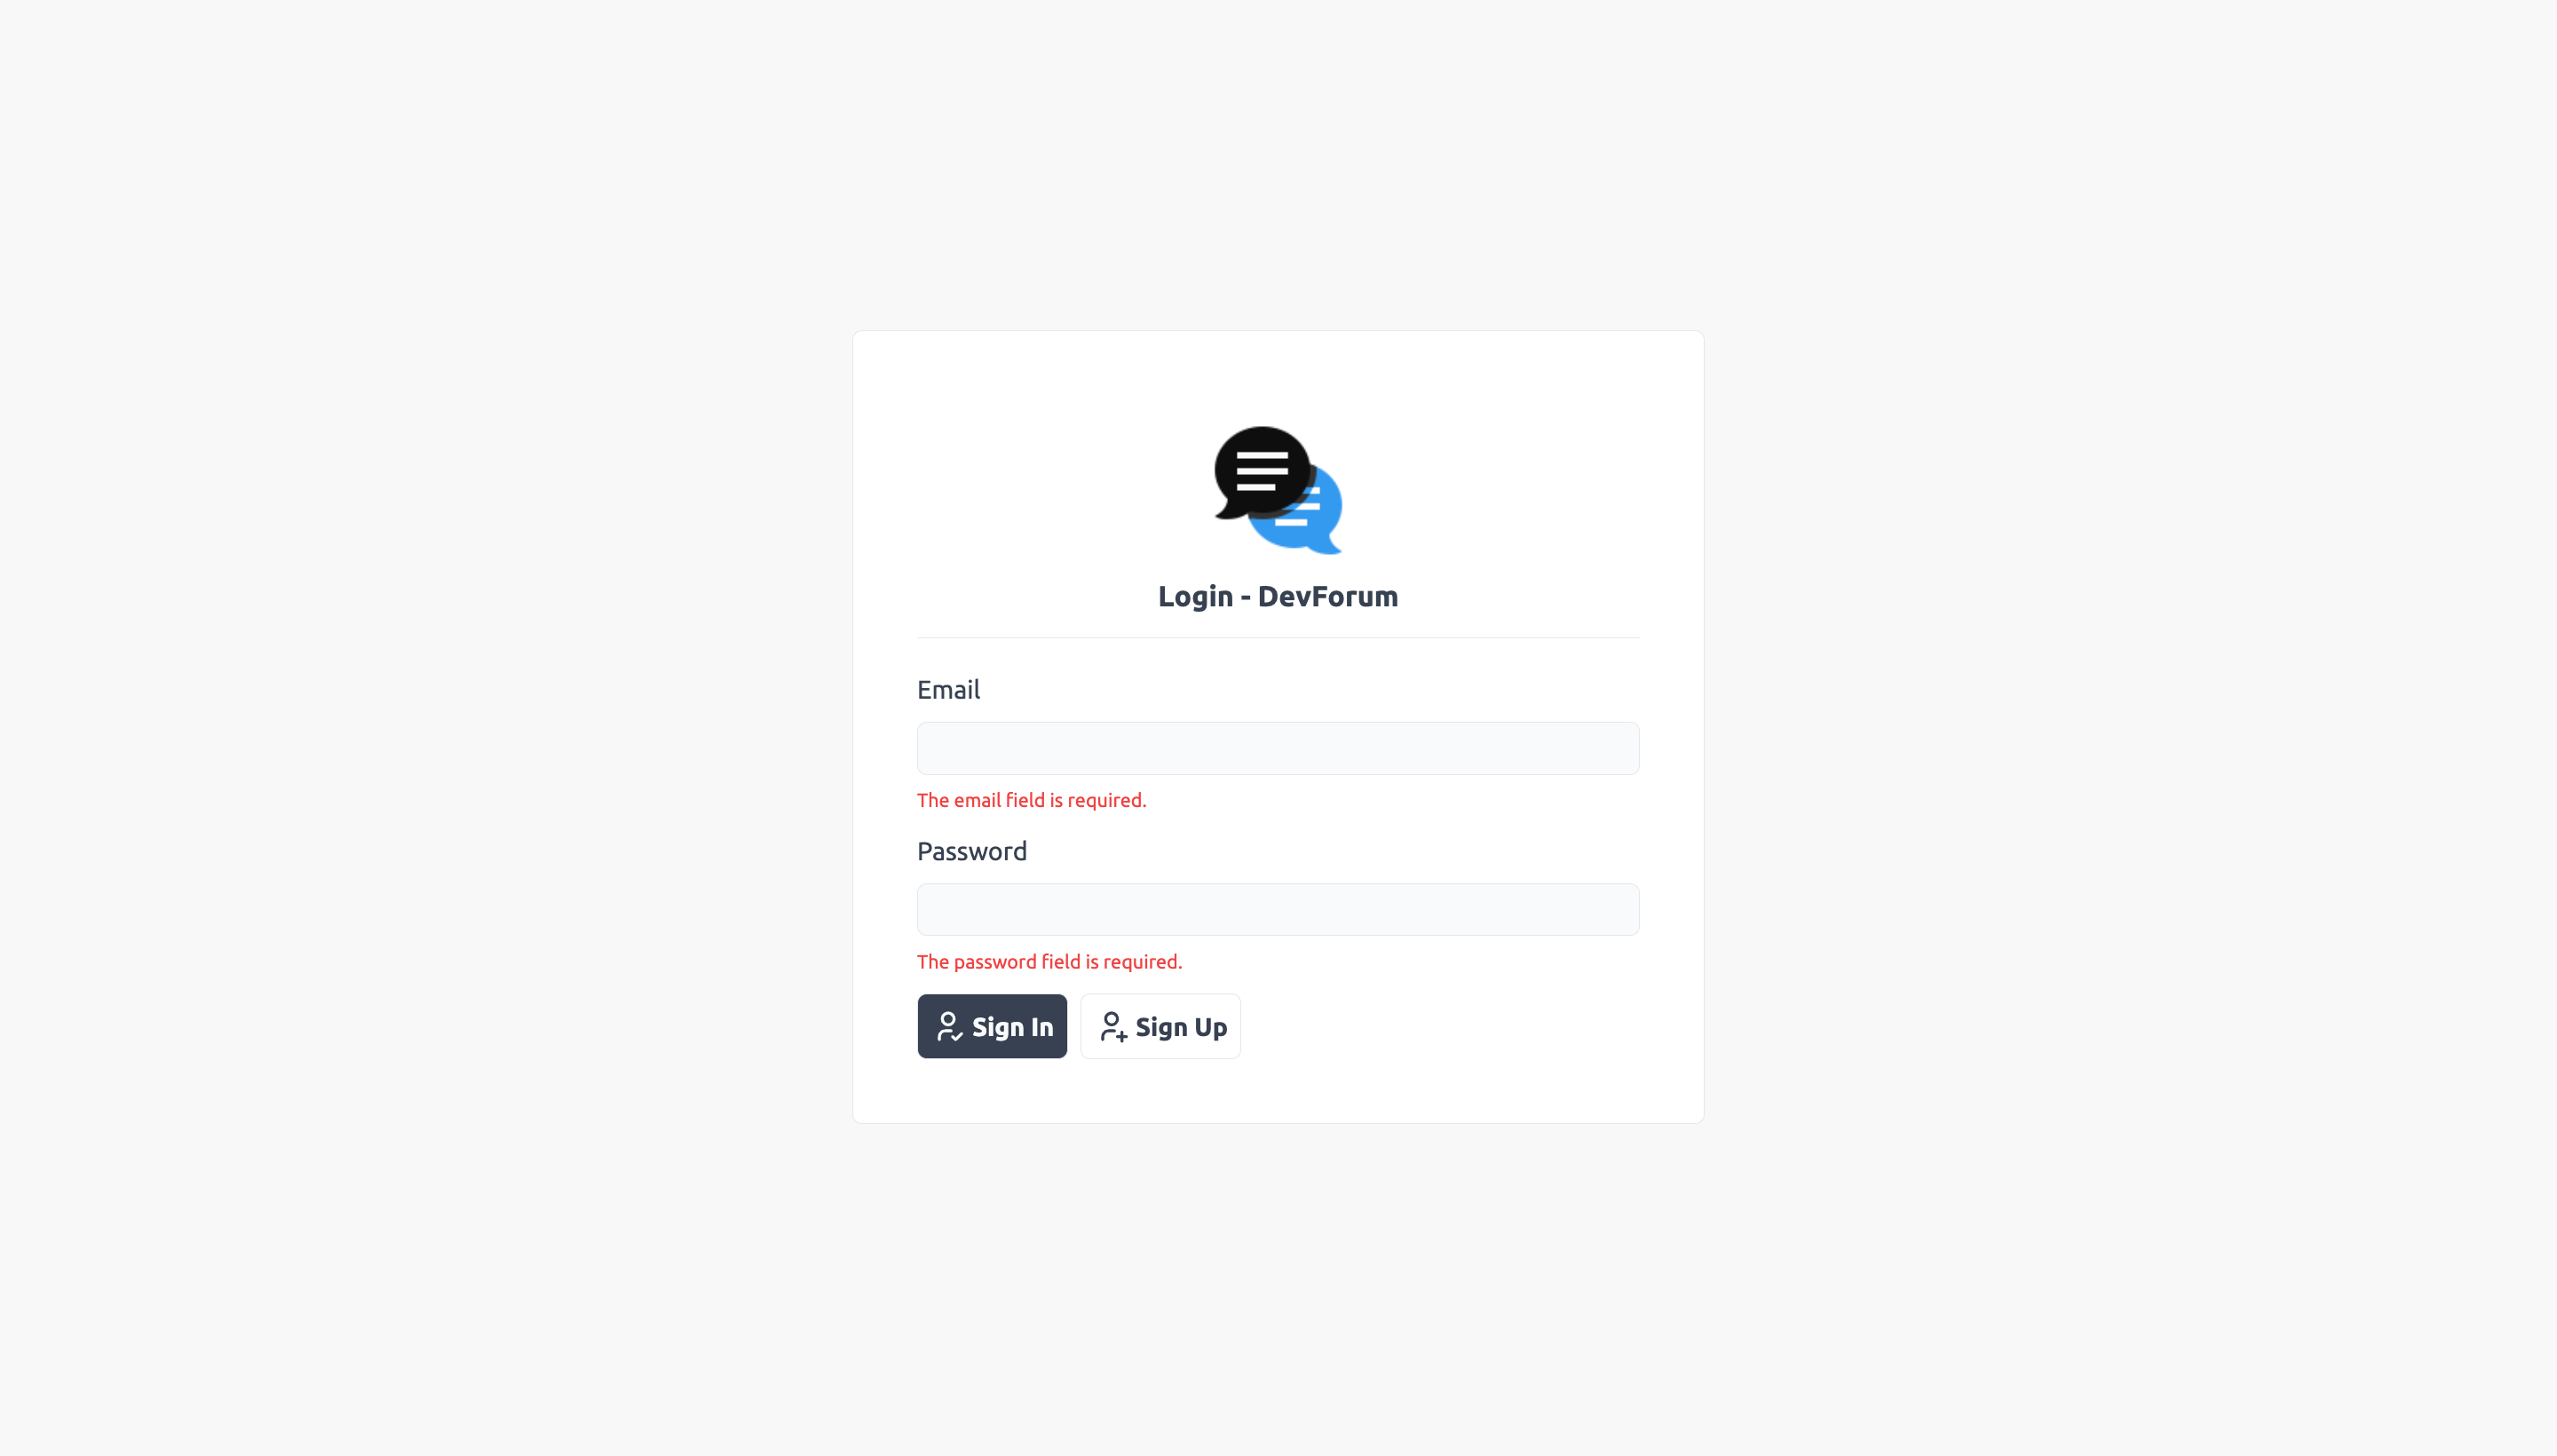 Login - DevForum
Email
The email field is required.
Password
The password field is required.
Sign In
Sign Up